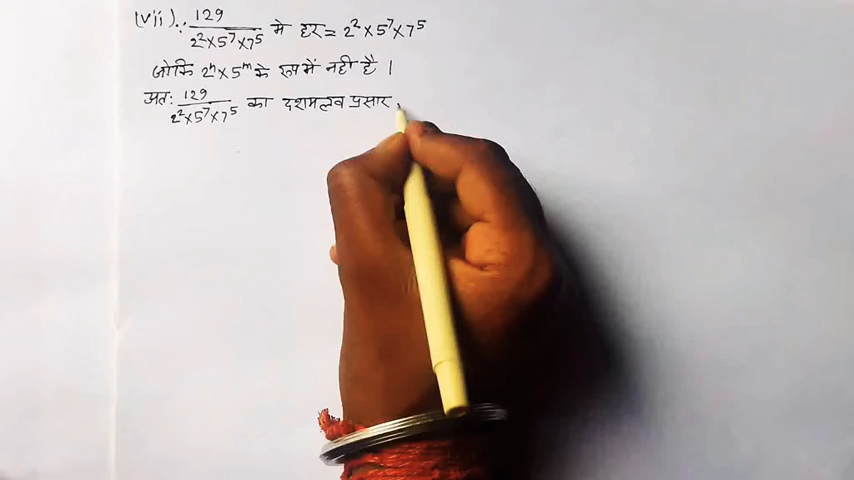 (vii). ∵ 129/2²×5⁷×7⁵ मे हर = 2²×5⁷×7⁵
जोकि 2ⁿ×5ᵐ के रूप में नही है ।
अतः 129/2²×5⁷×7⁵ का दशमलव प्रसार